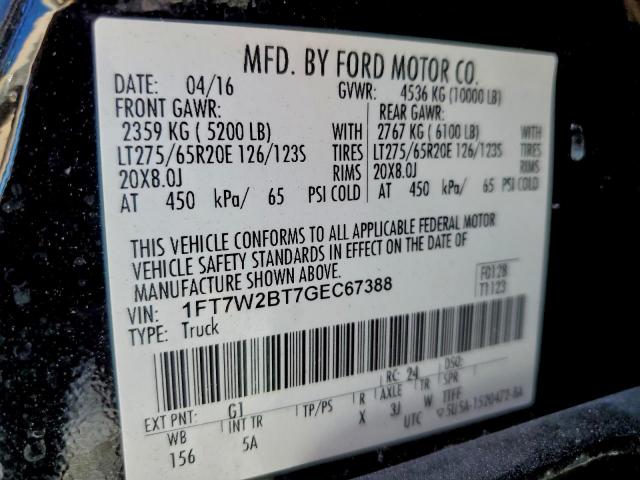 MFD. BY FORD MOTOR CO.
DATE: 04/16 GVWR: 4536 KG (10000 LB)
FRONT GAWR: REAR GAWR:
2359 KG ( 5200 LB) WITH 2767 KG ( 6100 LB) WITH
LT275/65R20E 126/123S TIRES LT275/65R20E 126/123S TIRES
20X8.0J RIMS 20X8.0J RIMS
AT 450 kPa/ 65 PSI COLD AT 450 kPa/ 65 PSI COLD
THIS VEHICLE CONFORMS TO ALL APPLICABLE FEDERAL MOTOR
VEHICLE SAFETY STANDARDS IN EFFECT ON THE DATE OF
MANUFACTURE SHOWN ABOVE.
VIN: 1FT7W2BT7GEC67388 F0128
TYPE: Truck T1123
EXT PNT: G1 RC: 24 DSO:
WB INT TR TP/PS R AXLE TR SPR
156 5A X 3J W TTFF
UTC